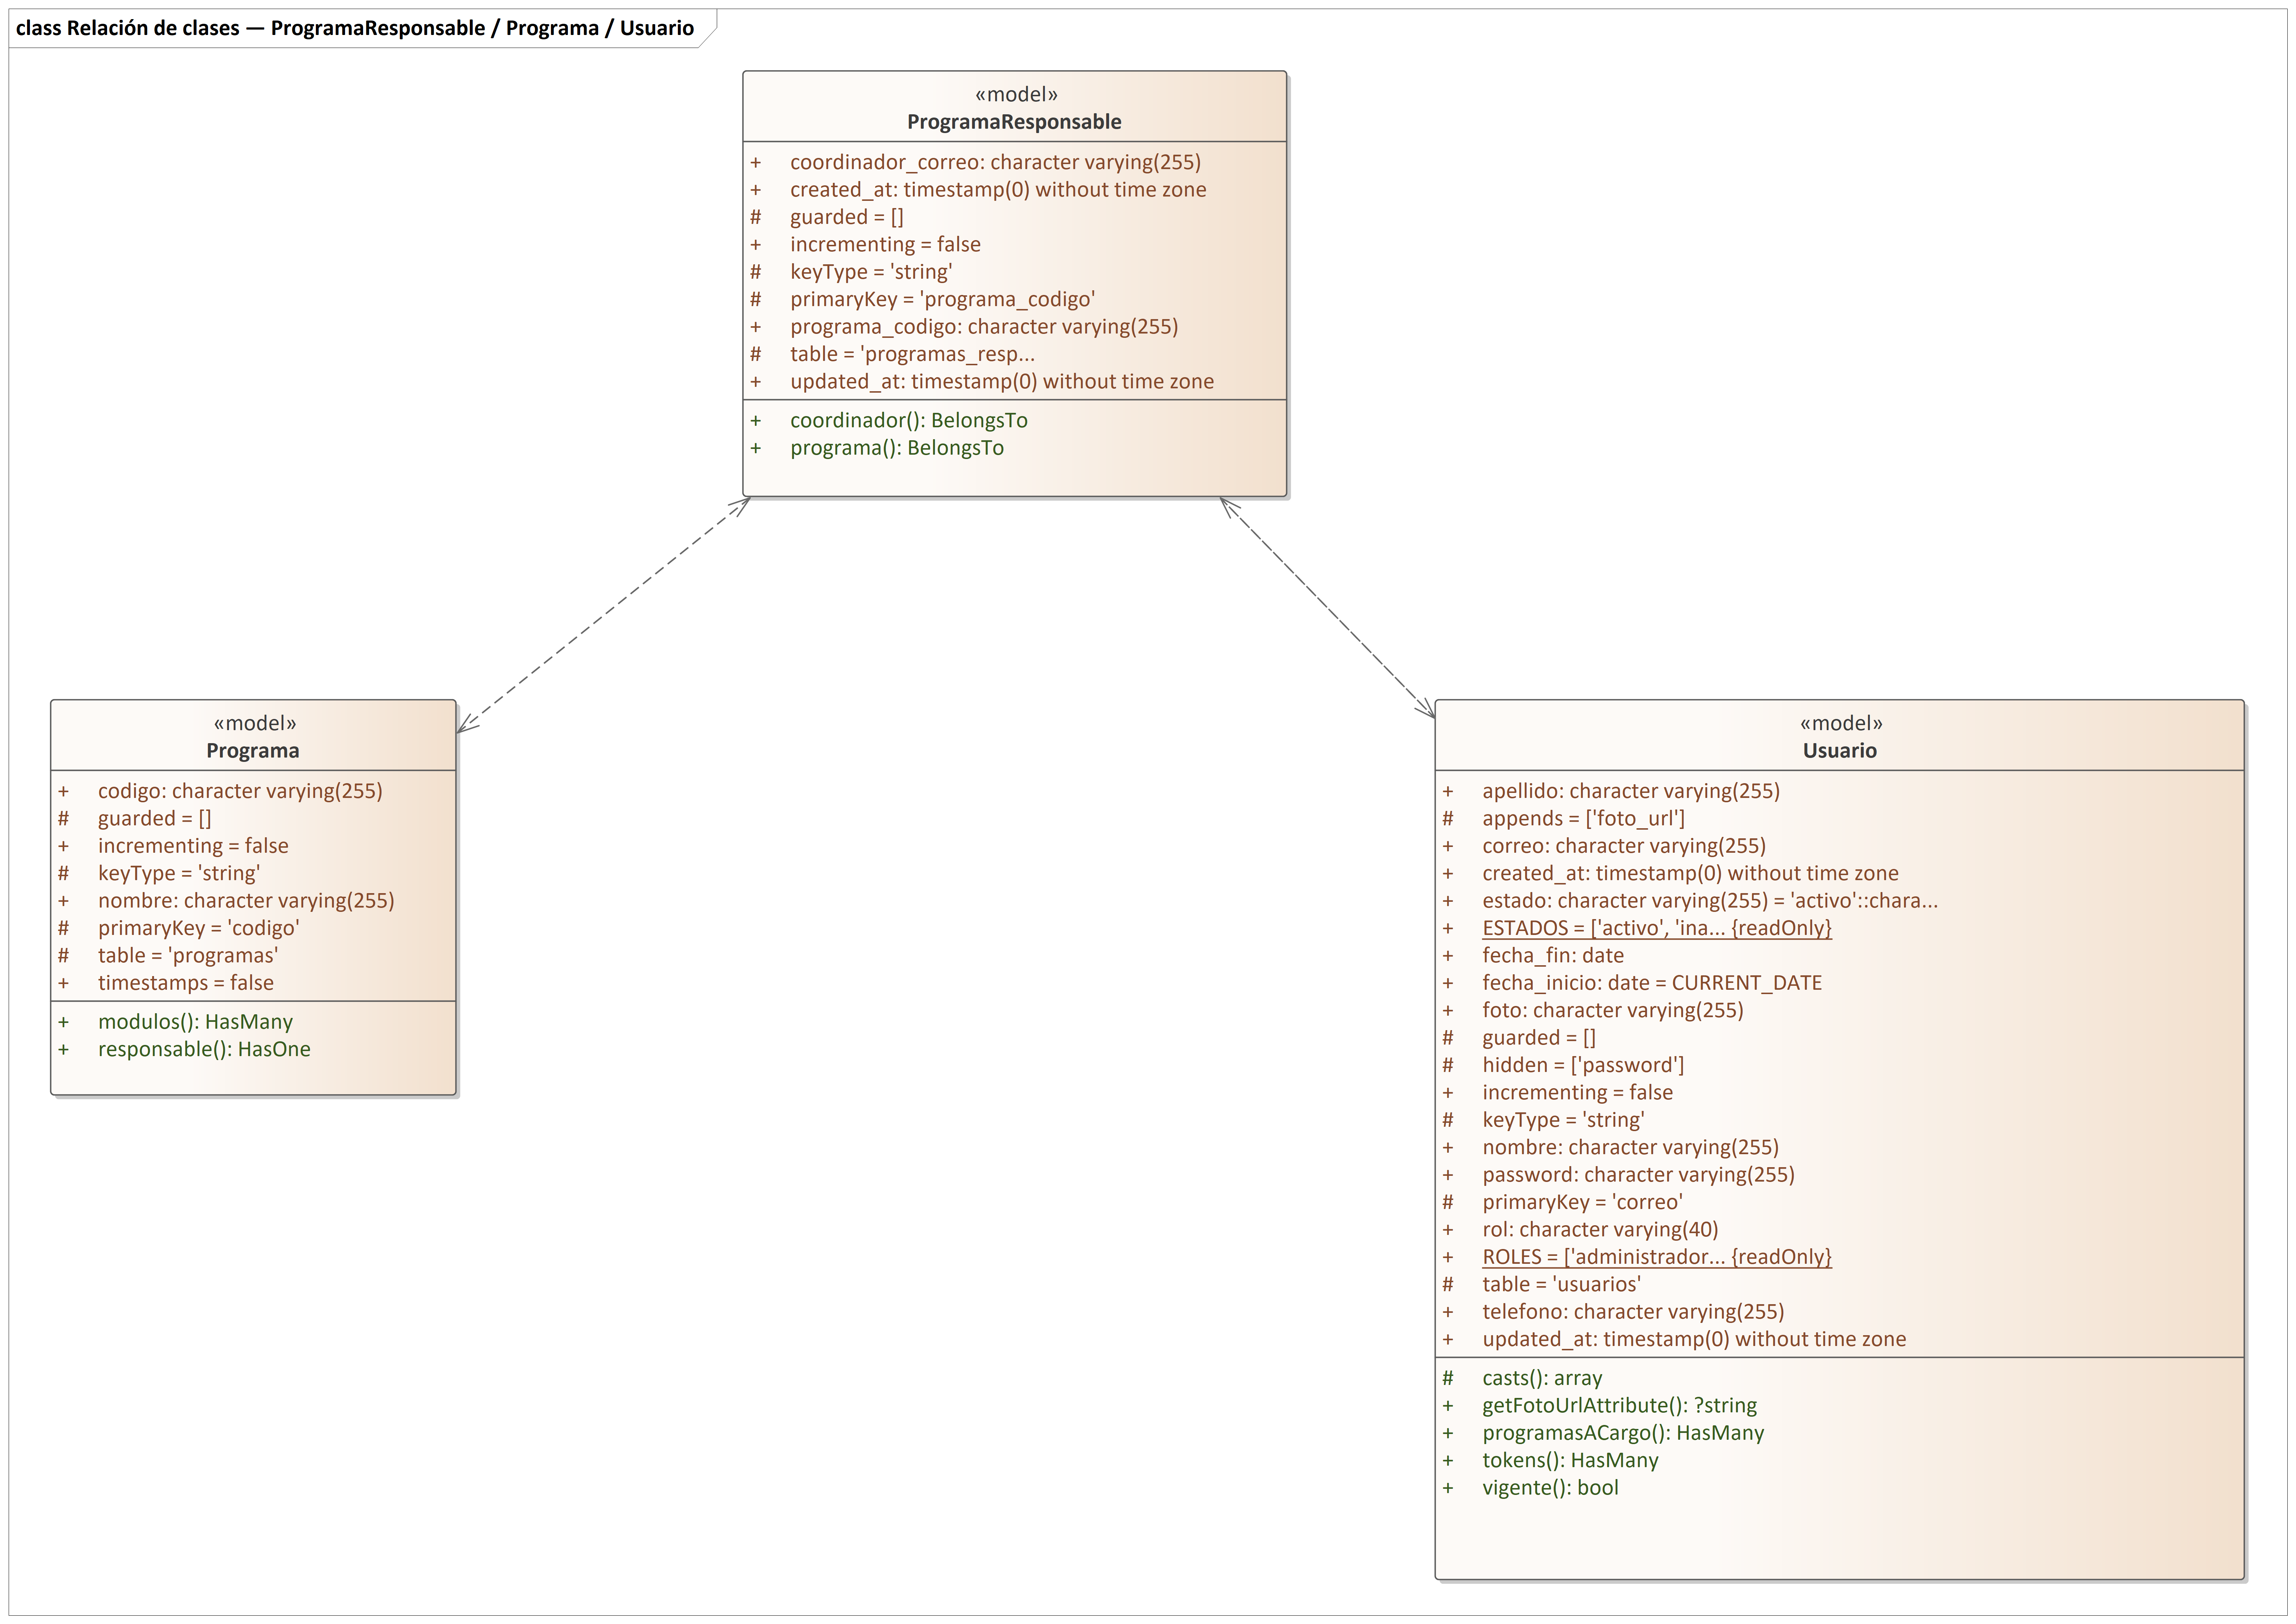 class Relación de clases — ProgramaResponsable / Programa / Usuario
«model»
ProgramaResponsable
+ coordinador_correo: character varying(255)
+ created_at: timestamp(0) without time zone
# guarded = []
+ incrementing = false
# keyType = 'string'
# primaryKey = 'programa_codigo'
+ programa_codigo: character varying(255)
# table = 'programas_resp...
+ updated_at: timestamp(0) without time zone
+ coordinador(): BelongsTo
+ programa(): BelongsTo
«model»
Programa
+ codigo: character varying(255)
# guarded = []
+ incrementing = false
# keyType = 'string'
+ nombre: character varying(255)
# primaryKey = 'codigo'
# table = 'programas'
+ timestamps = false
+ modulos(): HasMany
+ responsable(): HasOne
«model»
Usuario
+ apellido: character varying(255)
# appends = ['foto_url']
+ correo: character varying(255)
+ created_at: timestamp(0) without time zone
+ estado: character varying(255) = 'activo'::chara...
+ ESTADOS = ['activo', 'ina... {readOnly}
+ fecha_fin: date
+ fecha_inicio: date = CURRENT_DATE
+ foto: character varying(255)
# guarded = []
# hidden = ['password']
+ incrementing = false
# keyType = 'string'
+ nombre: character varying(255)
+ password: character varying(255)
# primaryKey = 'correo'
+ rol: character varying(40)
+ ROLES = ['administrador... {readOnly}
# table = 'usuarios'
+ telefono: character varying(255)
+ updated_at: timestamp(0) without time zone
# casts(): array
+ getFotoUrlAttribute(): ?string
+ programasACargo(): HasMany
+ tokens(): HasMany
+ vigente(): bool